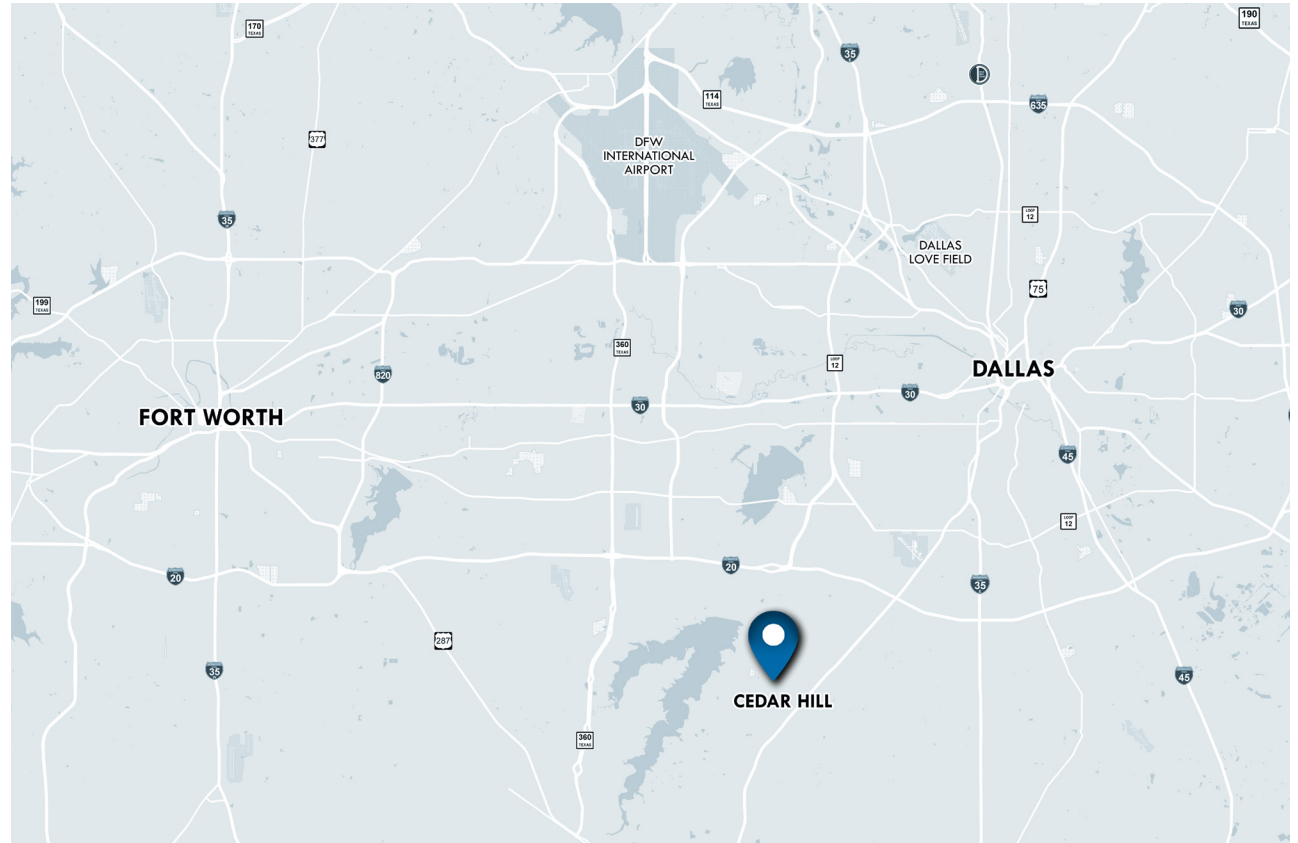 170
TEXAS
190
TEXAS
35
635
114
TEXAS
377
DFW
INTERNATIONAL
AIRPORT
35
LOOP
12
DALLAS
LOVE FIELD
75
199
TEXAS
30
360
TEXAS
LOOP
12
DALLAS
820
30
30
FORT WORTH
45
LOOP
12
20
20
35
287
35
45
CEDAR HILL
360
TEXAS